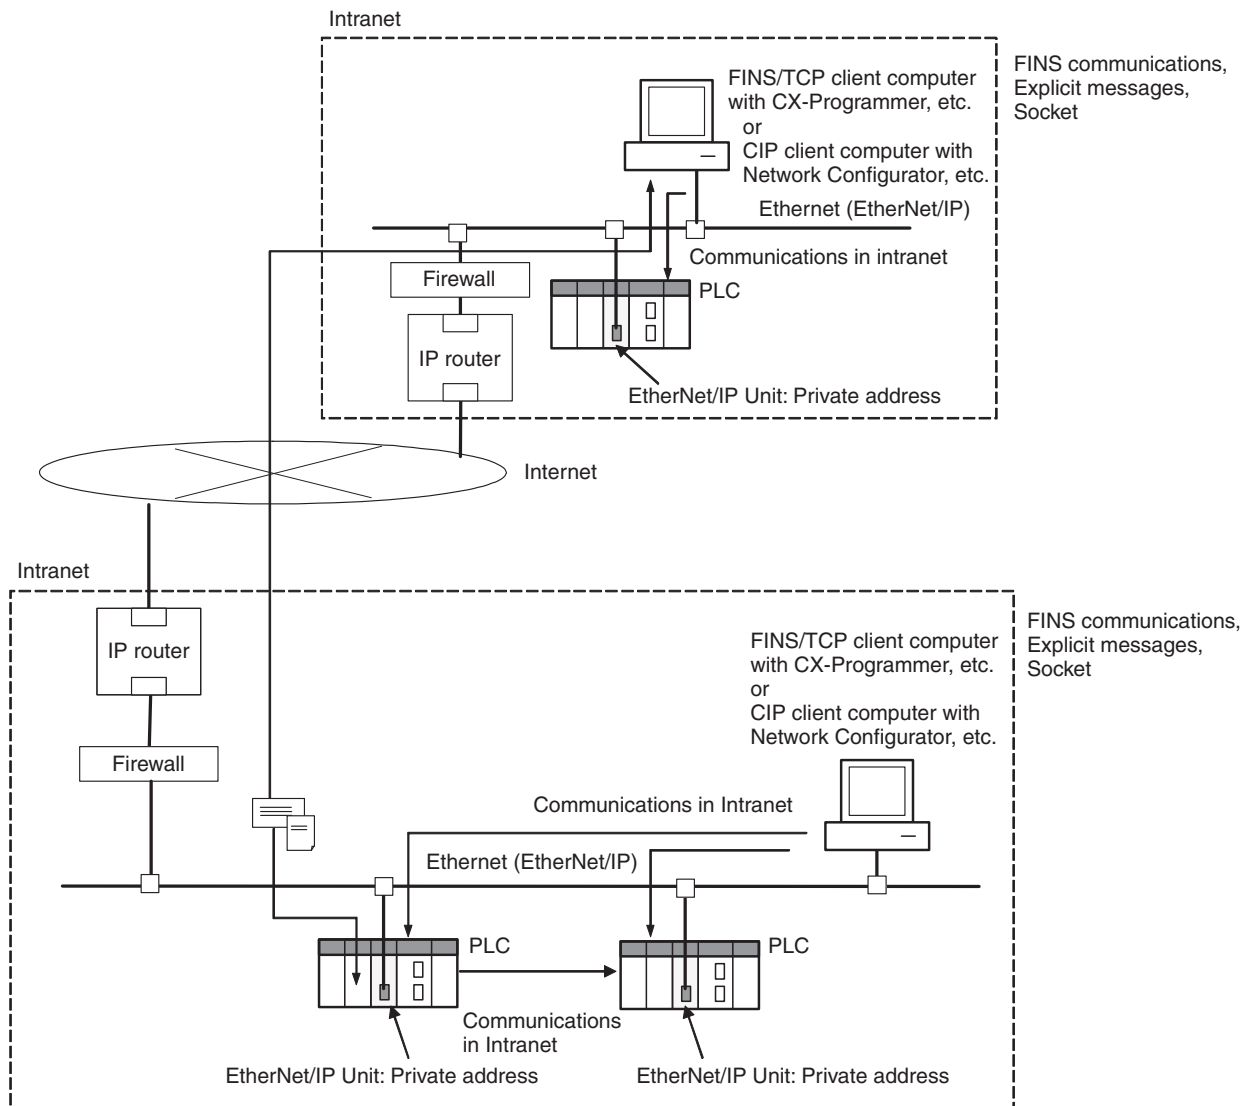 Intranet
FINS communications,
Explicit messages,
Socket
FINS/TCP client computer
with CX-Programmer, etc.
or
CIP client computer with
Network Configurator, etc.
Ethernet (EtherNet/IP)
Communications in intranet
Firewall
PLC
IP router
EtherNet/IP Unit: Private address
Internet
Intranet
FINS communications,
Explicit messages,
Socket
IP router
FINS/TCP client computer
with CX-Programmer, etc.
or
CIP client computer with
Network Configurator, etc.
Firewall
Communications in Intranet
Ethernet (EtherNet/IP)
PLC
PLC
Communications
in Intranet
EtherNet/IP Unit: Private address
EtherNet/IP Unit: Private address